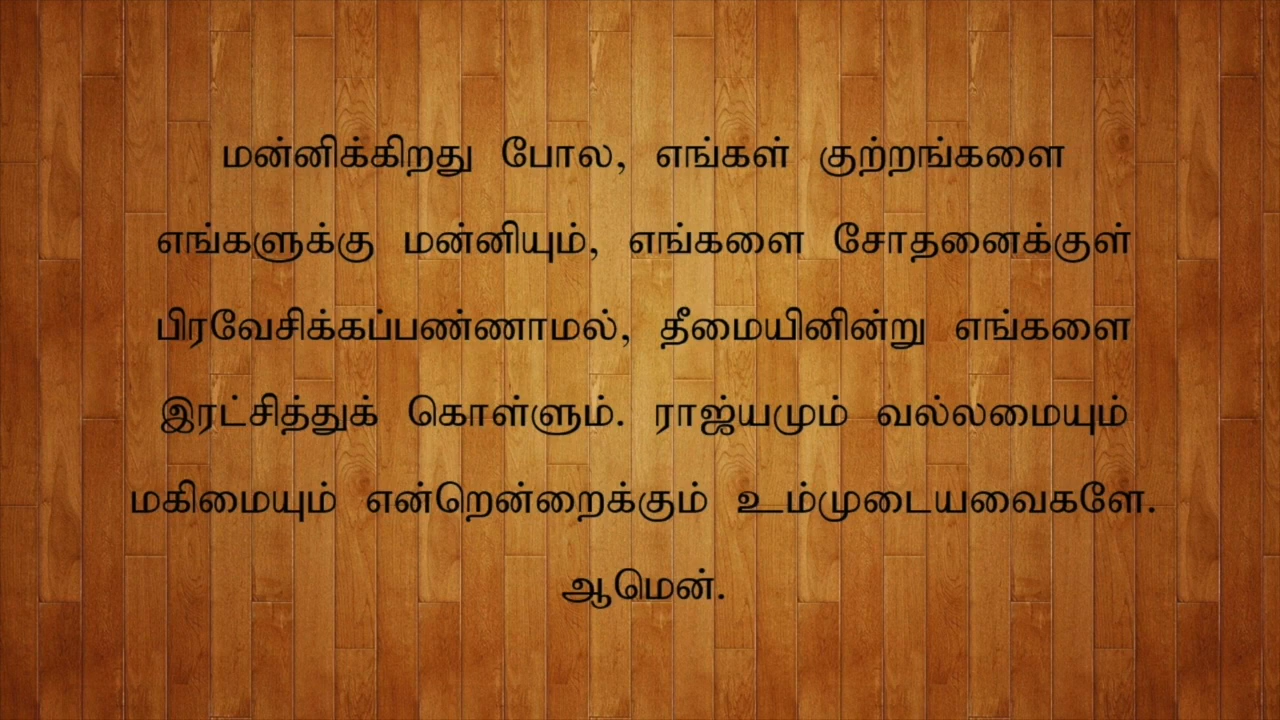 மன்னிக்கிறது போல, எங்கள் குற்றங்களை
எங்களுக்கு மன்னியும், எங்களை சோதனைக்குள்
பிரவேசிக்கப்பண்ணாமல், தீமையினின்று எங்களை
இரட்சித்துக் கொள்ளும். ராஜ்யமும் வல்லமையும்
மகிமையும் என்றென்றைக்கும் உம்முடையவைகளே.
ஆமென்.